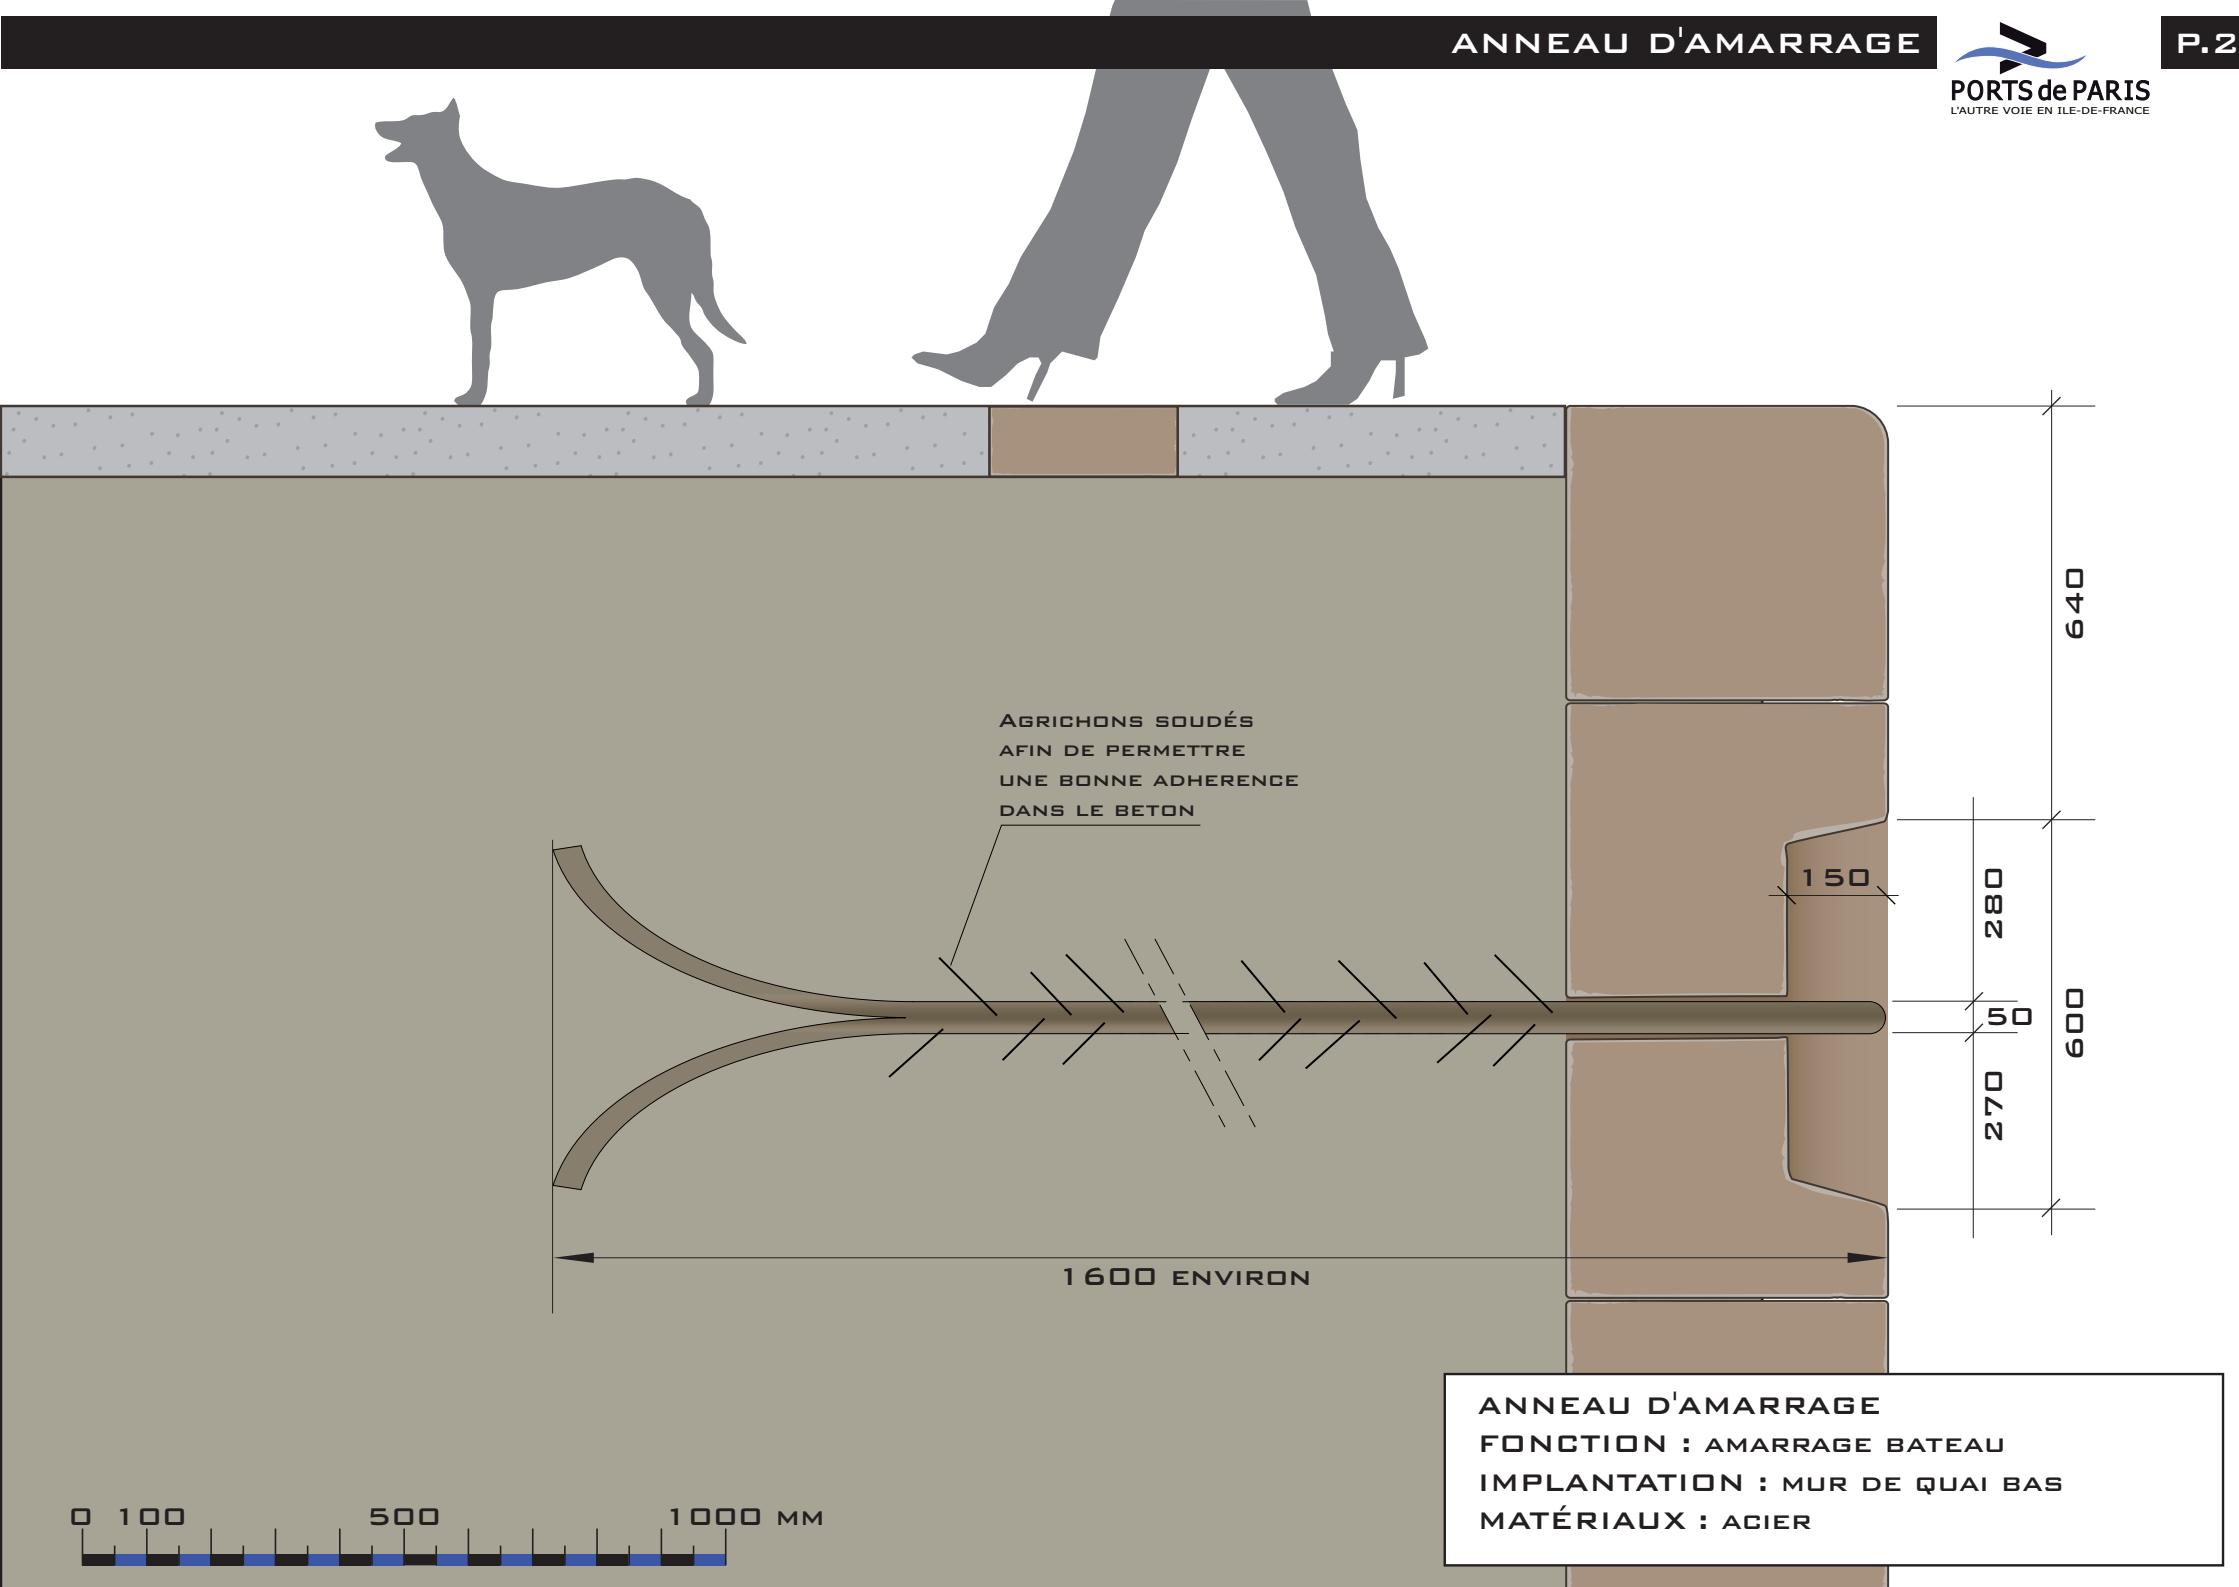 ANNEAU D'AMARRAGE
P.2
PORTS de PARIS
L'AUTRE VOIE EN ILE-DE-FRANCE
640
AGRICHONS SOUDÉS
AFIN DE PERMETTRE
UNE BONNE ADHERENCE
DANS LE BETON
150
280
50
600
270
1600 ENVIRON
ANNEAU D'AMARRAGE
FONCTION : AMARRAGE BATEAU
IMPLANTATION : MUR DE QUAI BAS
MATÉRIAUX : ACIER
0 100 500 1000 MM